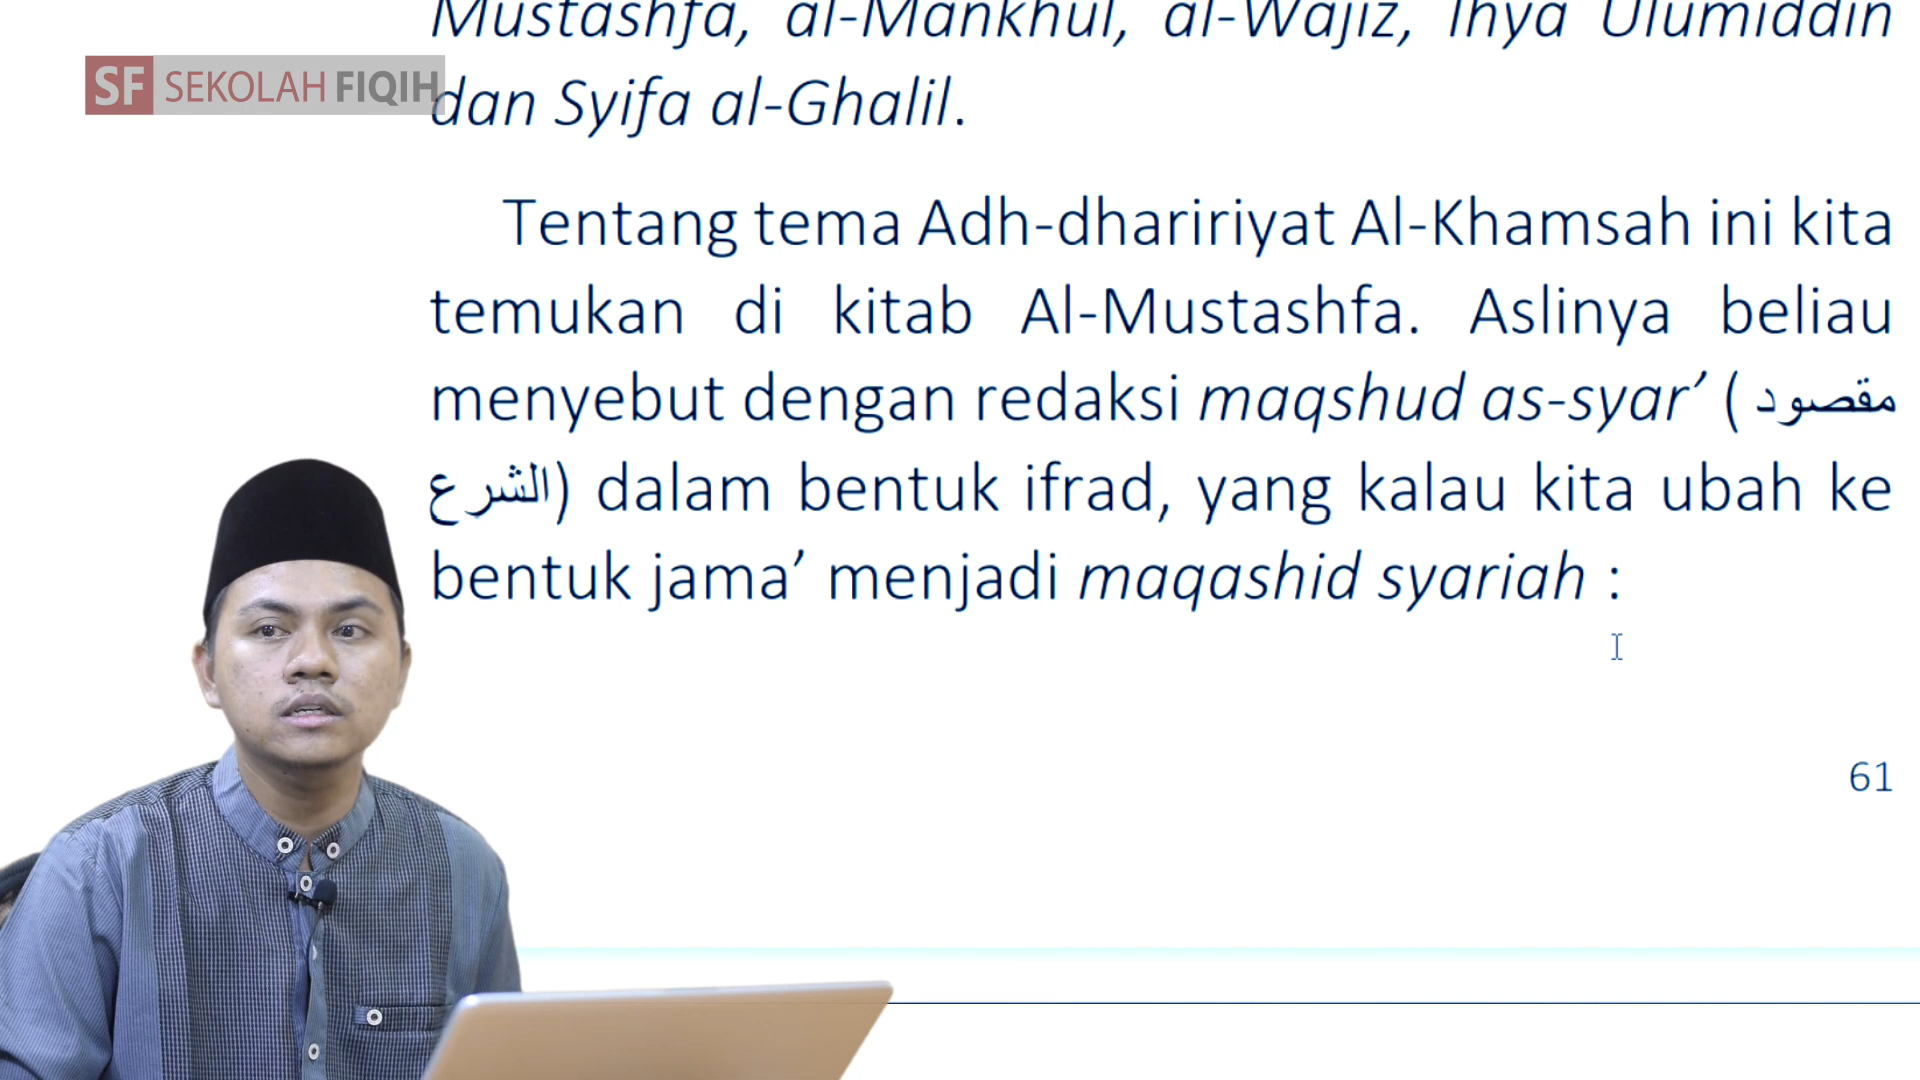 Mustashfa, al-Mankhul, al-Wajiz, Ihya Ulumiddin
SF SEKOLAH FIQIH
dan Syifa al-Ghalil.
Tentang tema Adh-dhaririyat Al-Khamsah ini kita
temukan di kitab Al-Mustashfa. Aslinya beliau
menyebut dengan redaksi maqshud as-syar’ ( مقصود
الشرع) dalam bentuk ifrad, yang kalau kita ubah ke
bentuk jama’ menjadi maqashid syariah :
61